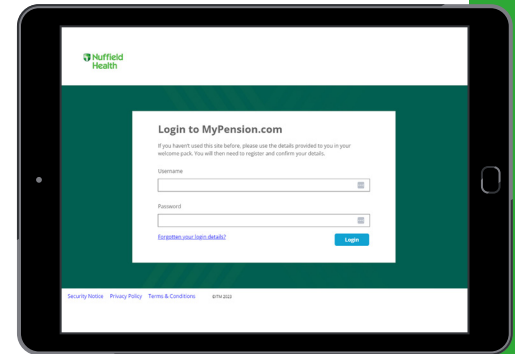 Nuffield
Health
Login to MyPension.com
If you haven't used this site before, please use the details provided to you in your
welcome pack. You will then need to register and confirm your details.
Username
Password
Forgotten your login details?
Login
Security Notice Privacy Policy Terms & Conditions ©TN 2023